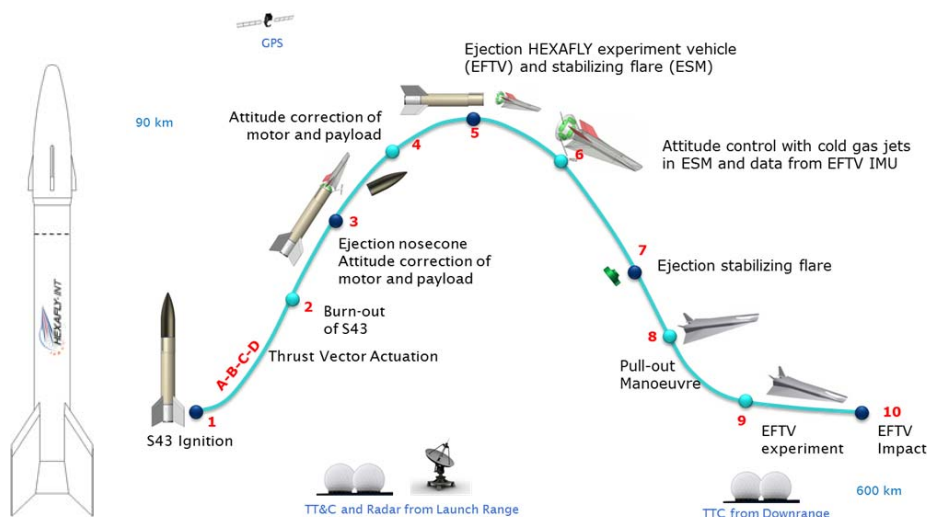 GPS
90 km
Ejection HEXAFLY experiment vehicle
(EFTV) and stabilizing flare (ESM)
Attitude correction of
motor and payload
4
5
6
Attitude control with cold gas jets
in ESM and data from EFTV IMU
3
Ejection nosecone
Attitude correction of
motor and payload
7
Ejection stabilizing flare
HEXAFLY-INT
2
Burn-out
of S43
A-B-C-D
Thrust Vector Actuation
8
Pull-out
Manoeuvre
1
S43 Ignition
9
EFTV
experiment
10
EFTV
Impact
TT&C and Radar from Launch Range
TTC from Downrange
600 km